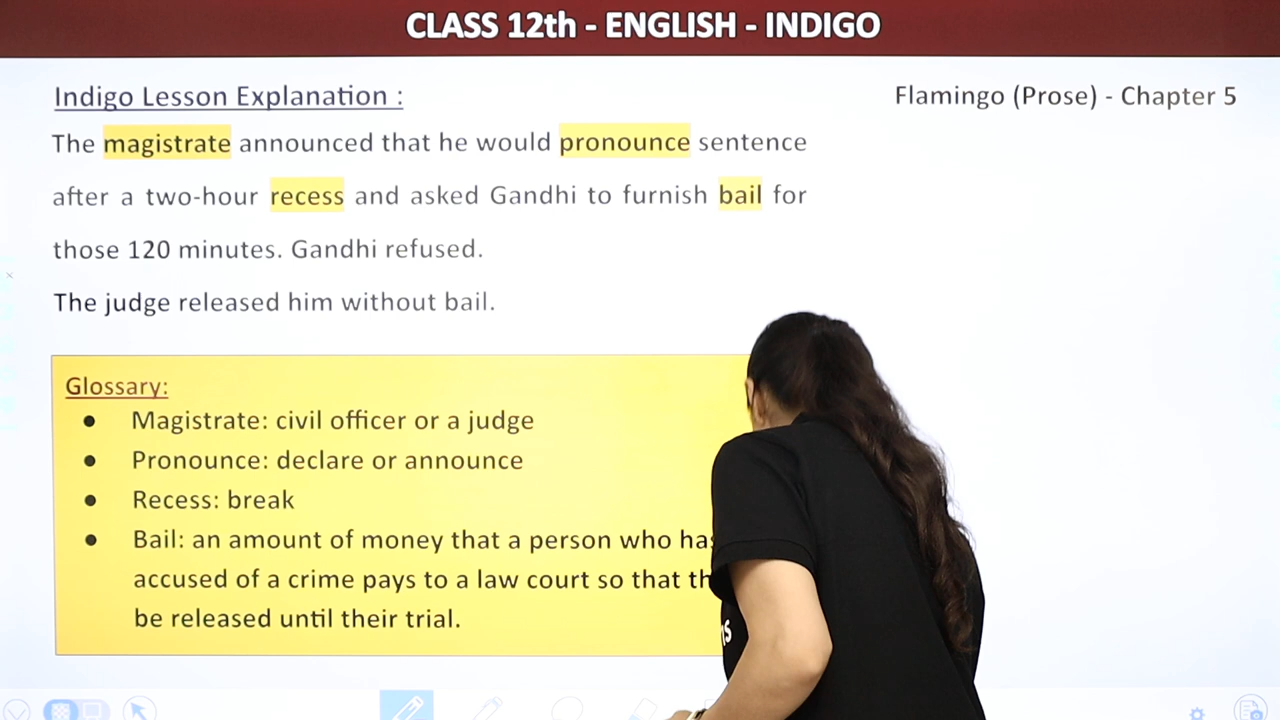 CLASS 12th - ENGLISH - INDIGO
Indigo Lesson Explanation :
Flamingo (Prose) - Chapter 5
The magistrate announced that he would pronounce sentence
after a two-hour recess and asked Gandhi to furnish bail for
those 120 minutes. Gandhi refused.
The judge released him without bail.
Glossary:
● Magistrate: civil officer or a judge
● Pronounce: declare or announce
● Recess: break
● Bail: an amount of money that a person who has
accused of a crime pays to a law court so that th
be released until their trial.